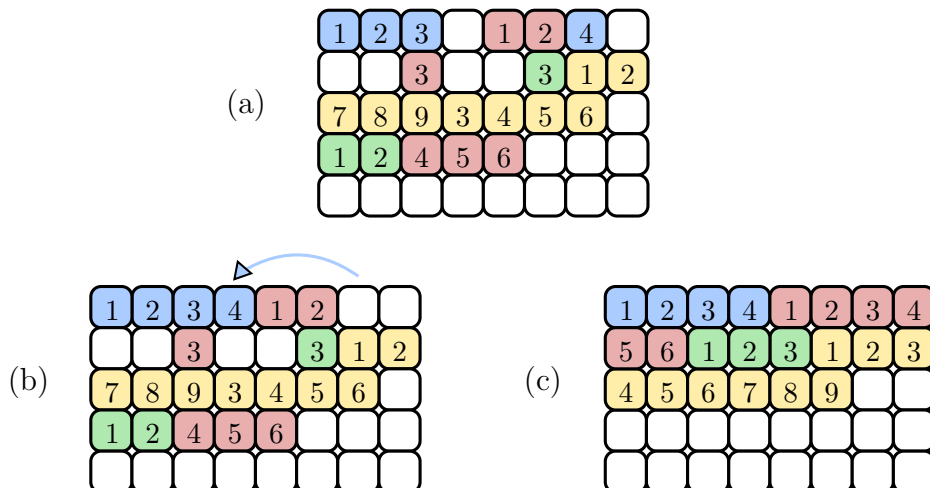 1 2 3 1 2 4
3 3 1 2
(a)
7 8 9 3 4 5 6
1 2 4 5 6
1 2 3 4 1 2
3 3 1 2
(b)
7 8 9 3 4 5 6
1 2 4 5 6
1 2 3 4 1 2 3 4
5 6 1 2 3 1 2 3
(c)
4 5 6 7 8 9